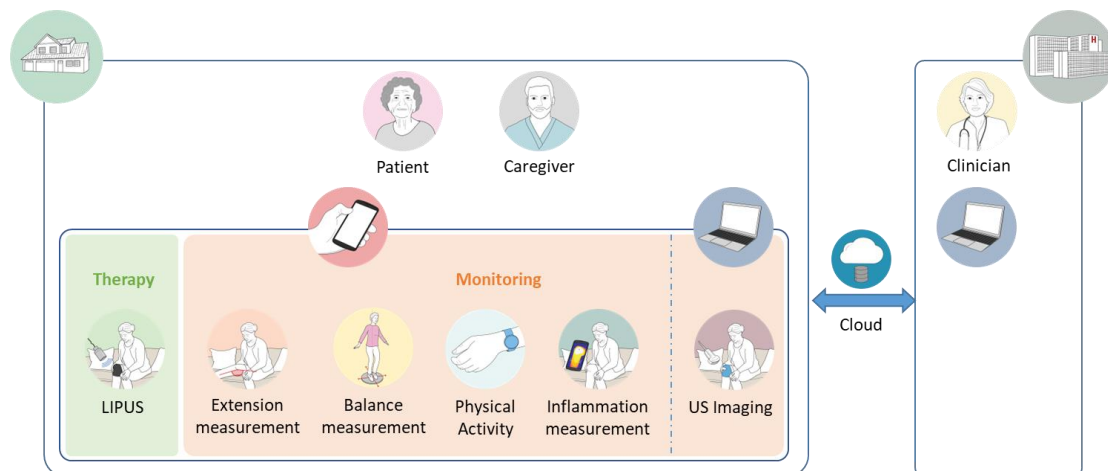 H
Patient
Caregiver
Clinician
Therapy
Monitoring
Cloud
LIPUS
Extension
measurement
Balance
measurement
Physical
Activity
Inflammation
measurement
US Imaging